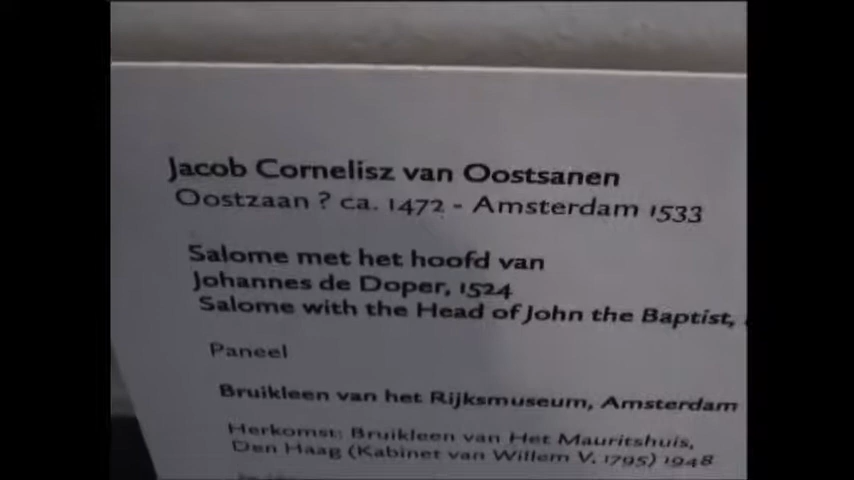 Jacob Cornelisz van Oostsanen
Oostzaan ? ca. 1472 - Amsterdam 1533
Salome met het hoofd van
Johannes de Doper, 1524
Salome with the Head of John the Baptist,
Paneel
Bruikleen van het Rijksmuseum, Amsterdam
Herkomst: Bruikleen van Het Mauritshuis,
Den Haag (Kabinet van Willem V, 1795) 1948